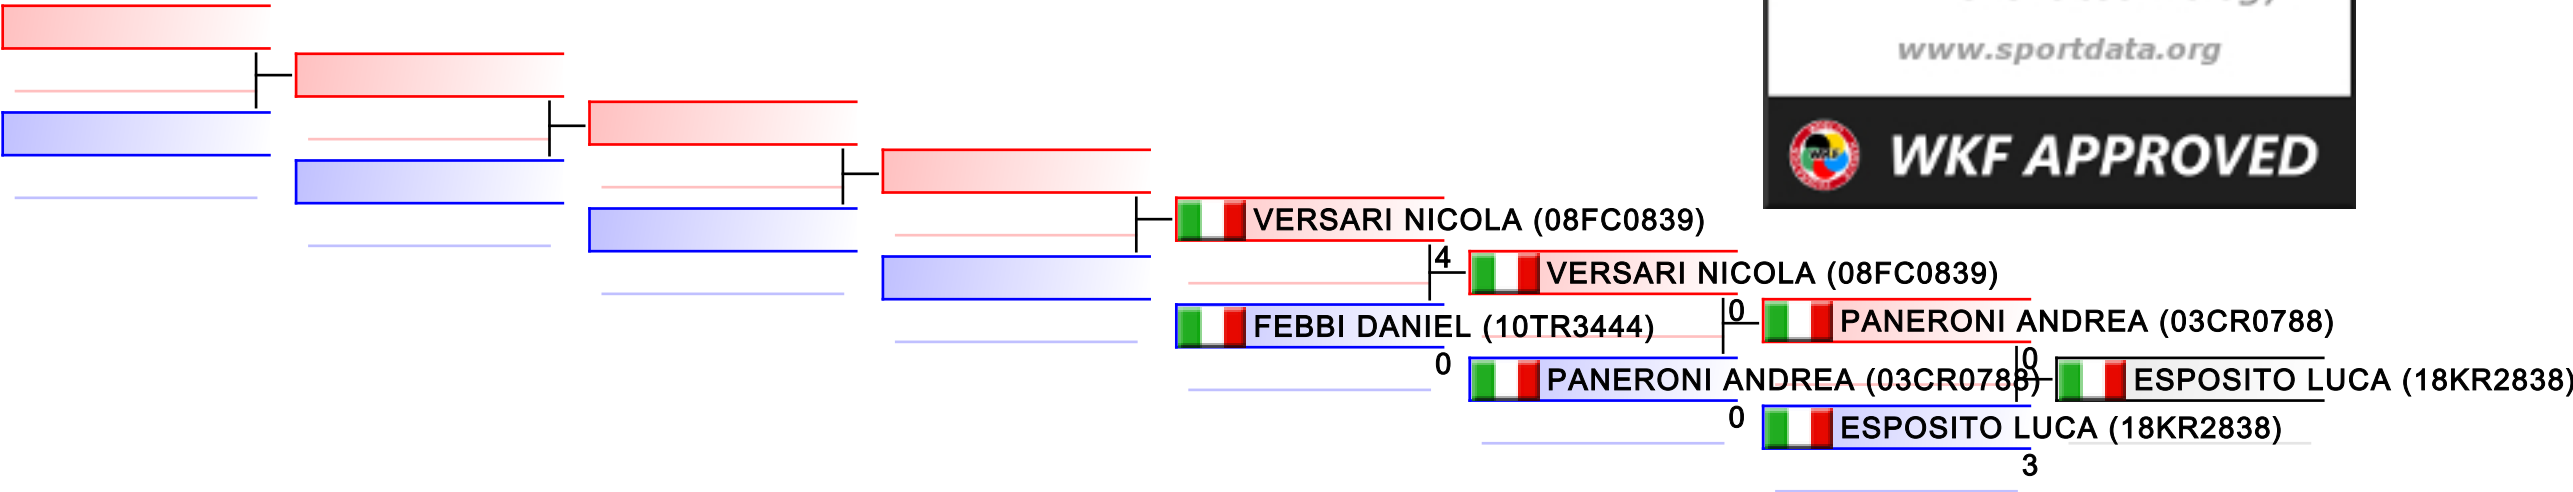 www.sportdata.org
WKF APPROVED
VERSARI NICOLA (08FC0839)
4
VERSARI NICOLA (08FC0839)
0
PANERONI ANDREA (03CR0788)
FEBBI DANIEL (10TR3444)
0
0
PANERONI ANDREA (03CR0788)
ESPOSITO LUCA (18KR2838)
0
ESPOSITO LUCA (18KR2838)
3